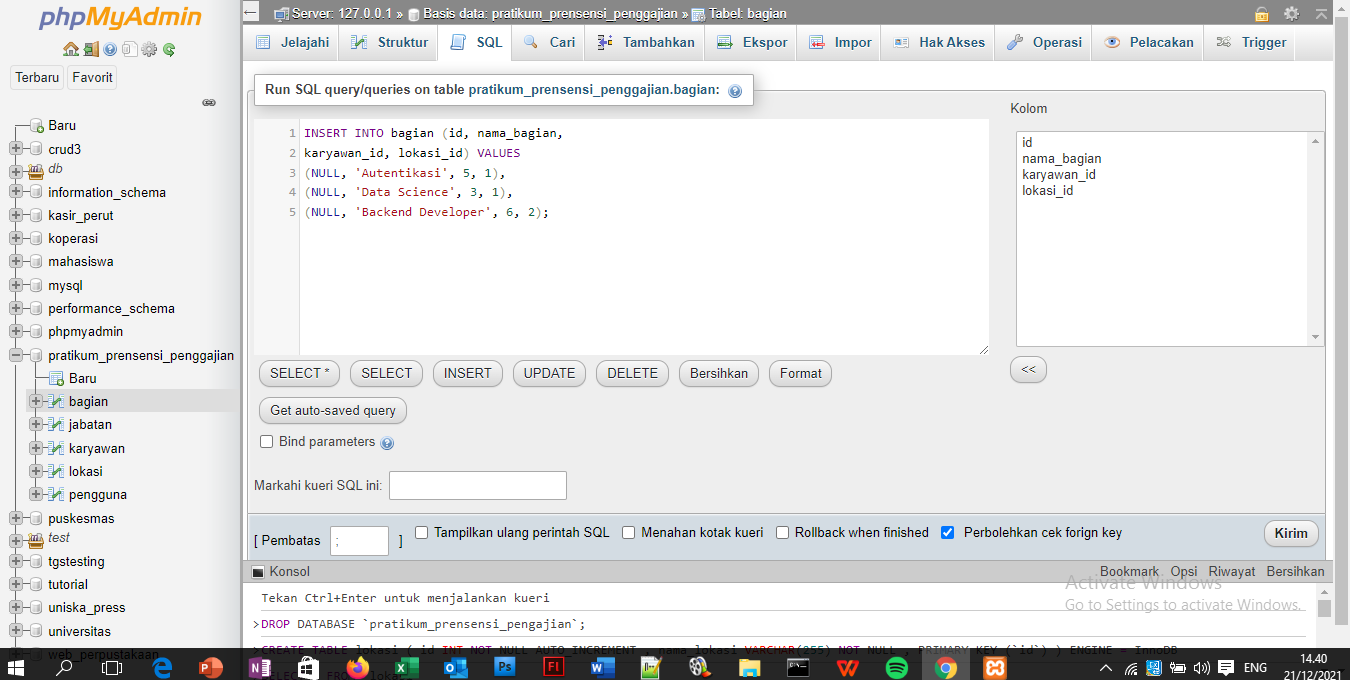 phpMyAdmin
Terbaru Favorit
Baru
crud3
db
information_schema
kasir_perut
koperasi
mahasiswa
mysql
performance_schema
phpmyadmin
pratikum_prensensi_penggajian
Baru
bagian
jabatan
karyawan
lokasi
pengguna
puskesmas
test
tgstesting
tutorial
uniska_press
universitas
web_perpustakaan
Server: 127.0.0.1 » Basis data: pratikum_prensensi_penggajian » Tabel: bagian
Jelajahi Struktur SQL Cari Tambahkan Ekspor Impor Hak Akses Operasi Pelacakan Trigger
Run SQL query/queries on table pratikum_prensensi_penggajian.bagian:
1 INSERT INTO bagian (id, nama_bagian,
2 karyawan_id, lokasi_id) VALUES
3 (NULL, 'Autentikasi', 5, 1),
4 (NULL, 'Data Science', 3, 1),
5 (NULL, 'Backend Developer', 6, 2);
Kolom
id
nama_bagian
karyawan_id
lokasi_id
<<
SELECT * SELECT INSERT UPDATE DELETE Bersihkan Format
Get auto-saved query
Bind parameters
Markahi kueri SQL ini:
[ Pembatas ; ] Tampilkan ulang perintah SQL Menahan kotak kueri Rollback when finished Perbolehkan cek forign key Kirim
Konsol Bookmark Opsi Riwayat Bersihkan
Activate Windows
Go to Settings to activate Windows.
Tekan Ctrl+Enter untuk menjalankan kueri
>DROP DATABASE `pratikum_prensensi_pengajian`;
>CREATE TABLE lokasi ( id INT NOT NULL AUTO_INCREMENT , nama_lokasi VARCHAR(255) NOT NULL , PRIMARY KEY (`id`) ) ENGINE = InnoDB
ENG
14.40
21/12/2021